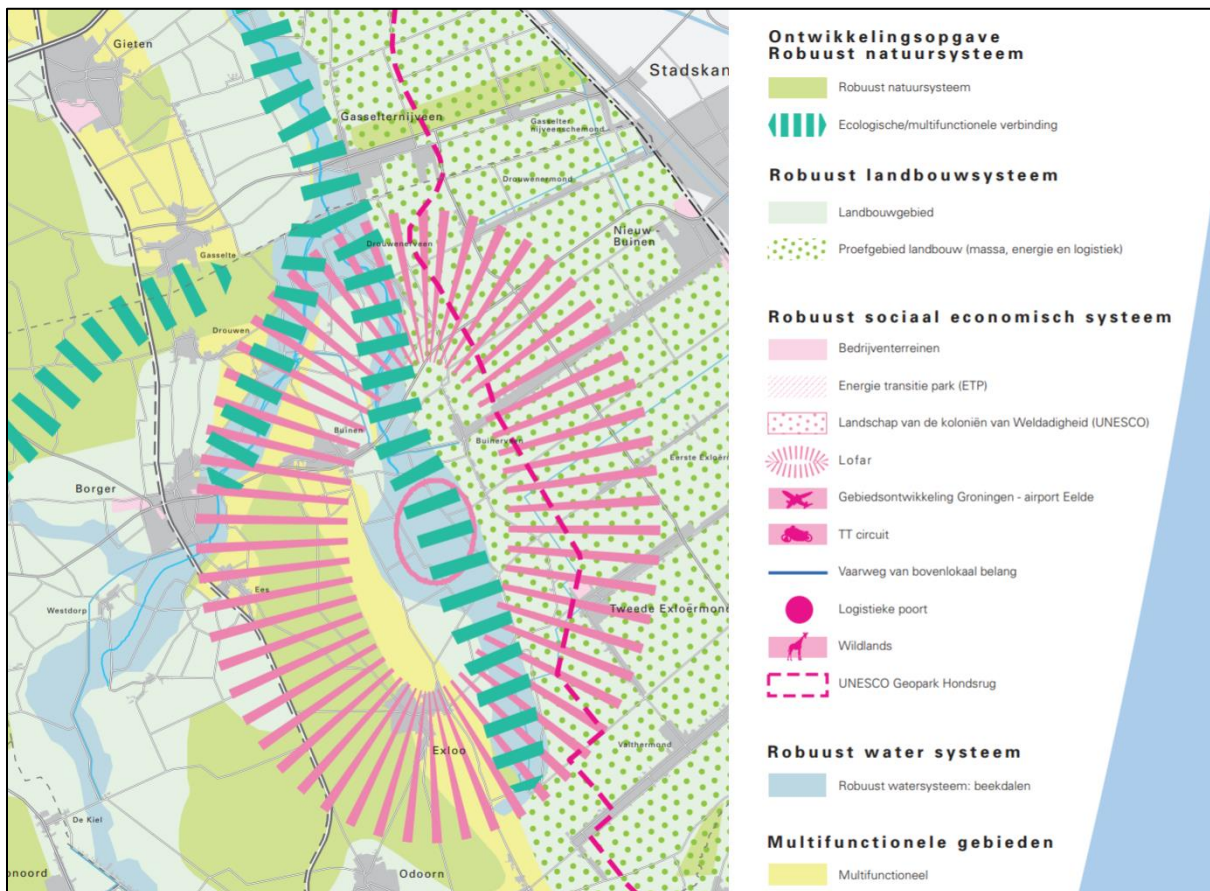 Gieten
Stadskan
Gasselternijveen
Gasselter
nijveenschemond
Drouwenermond
Nieuw -
Buinen
Drouwenerveen
Gasselte
Drouwen
Buinen
Buinerveen
Eerste Exloërm
Borger
Ees
Westdorp
Tweede Exloërmond
Valthermond
Exloo
De Kiel
onoord
Odoorn
Ontwikkelingsopgave
Robuust natuursysteem
Robuust natuursysteem
Ecologische/multifunctionele verbinding
Robuust landbouwsysteem
Landbouwgebied
Proefgebied landbouw (massa, energie en logistiek)
Robuust sociaal economisch systeem
Bedrijventerreinen
Energie transitie park (ETP)
Landschap van de koloniën van Weldadigheid (UNESCO)
Lofar
Gebiedsontwikkeling Groningen - airport Eelde
TT circuit
Vaarweg van bovenlokaal belang
Logistieke poort
Wildlands
UNESCO Geopark Hondsrug
Robuust water systeem
Robuust watersysteem: beekdalen
Multifunctionele gebieden
Multifunctioneel